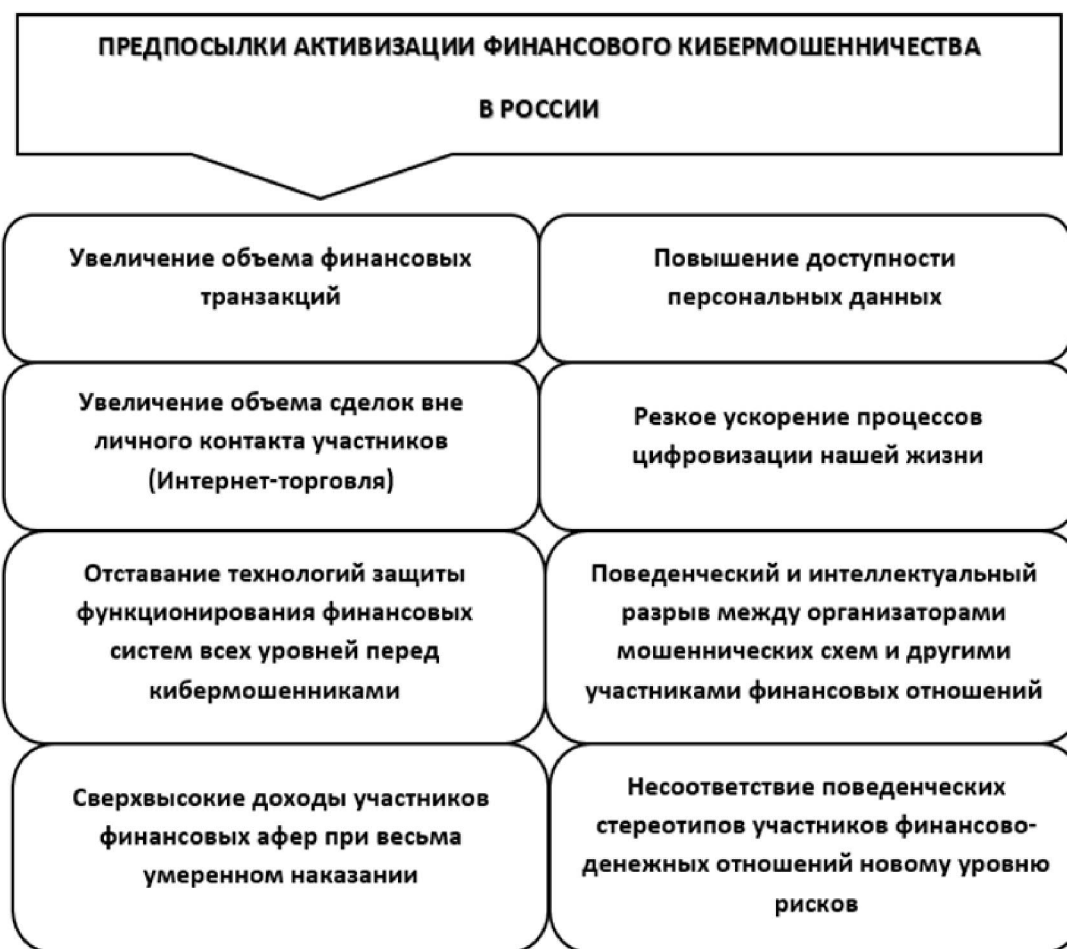 ПРЕДПОСЫЛКИ АКТИВИЗАЦИИ ФИНАНСОВОГО КИБЕРМОШЕННИЧЕСТВА
В РОССИИ
Увеличение объема финансовых
транзакций
Повышение доступности
персональных данных
Увеличение объема сделок вне
личного контакта участников
(Интернет-торговля)
Резкое ускорение процессов
цифровизации нашей жизни
Отставание технологий защиты
функционирования финансовых
систем всех уровней перед
кибермошенниками
Поведенческий и интеллектуальный
разрыв между организаторами
мошеннических схем и другими
участниками финансовых отношений
Сверхвысокие доходы участников
финансовых афер при весьма
умеренном наказании
Несоответствие поведенческих
стереотипов участников финансово-
денежных отношений новому уровню
рисков